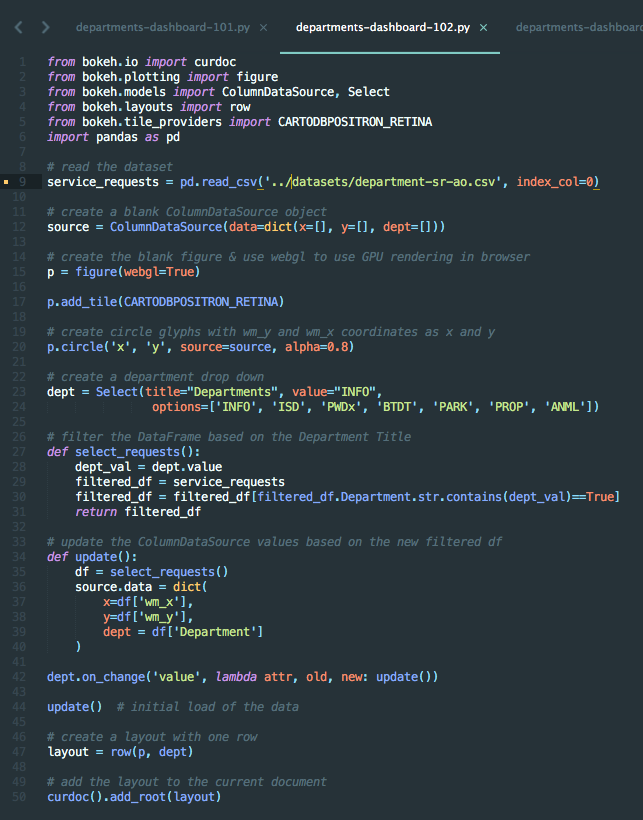 departments-dashboard-101.py × departments-dashboard-102.py × departments-dashboar
1 from bokeh.io import curdoc
2 from bokeh.plotting import figure
3 from bokeh.models import ColumnDataSource, Select
4 from bokeh.layouts import row
5 from bokeh.tile_providers import CARTODBPOSITRON_RETINA
6 import pandas as pd
7
8 # read the dataset
9 service_requests = pd.read_csv('../datasets/department-sr-ao.csv', index_col=0)
10
11 # create a blank ColumnDataSource object
12 source = ColumnDataSource(data=dict(x=[], y=[], dept=[]))
13
14 # create the blank figure & use webgl to use GPU rendering in browser
15 p = figure(webgl=True)
16
17 p.add_tile(CARTODBPOSITRON_RETINA)
18
19 # create circle glyphs with wm_y and wm_x coordinates as x and y
20 p.circle('x', 'y', source=source, alpha=0.8)
21
22 # create a department drop down
23 dept = Select(title="Departments", value="INFO",
24 options=['INFO', 'ISD', 'PWDx', 'BTDT', 'PARK', 'PROP', 'ANML'])
25
26 # filter the DataFrame based on the Department Title
27 def select_requests():
28 dept_val = dept.value
29 filtered_df = service_requests
30 filtered_df = filtered_df[filtered_df.Department.str.contains(dept_val)==True]
31 return filtered_df
32
33 # update the ColumnDataSource values based on the new filtered df
34 def update():
35 df = select_requests()
36 source.data = dict(
37 x=df['wm_x'],
38 y=df['wm_y'],
39 dept = df['Department']
40 )
41
42 dept.on_change('value', lambda attr, old, new: update())
43
44 update() # initial load of the data
45
46 # create a layout with one row
47 layout = row(p, dept)
48
49 # add the layout to the current document
50 curdoc().add_root(layout)